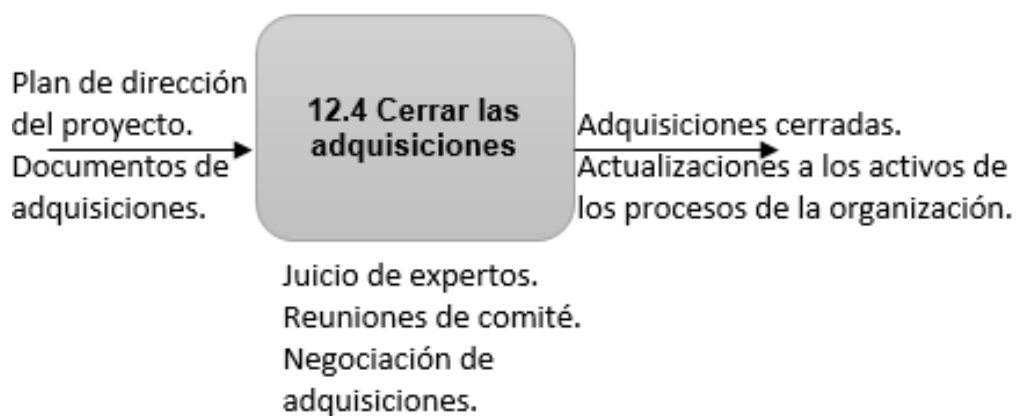 Plan de dirección
del proyecto.
Documentos de
adquisiciones.
12.4 Cerrar las
adquisiciones
Adquisiciones cerradas.
Actualizaciones a los activos de
los procesos de la organización.
Juicio de expertos.
Reuniones de comité.
Negociación de
adquisiciones.